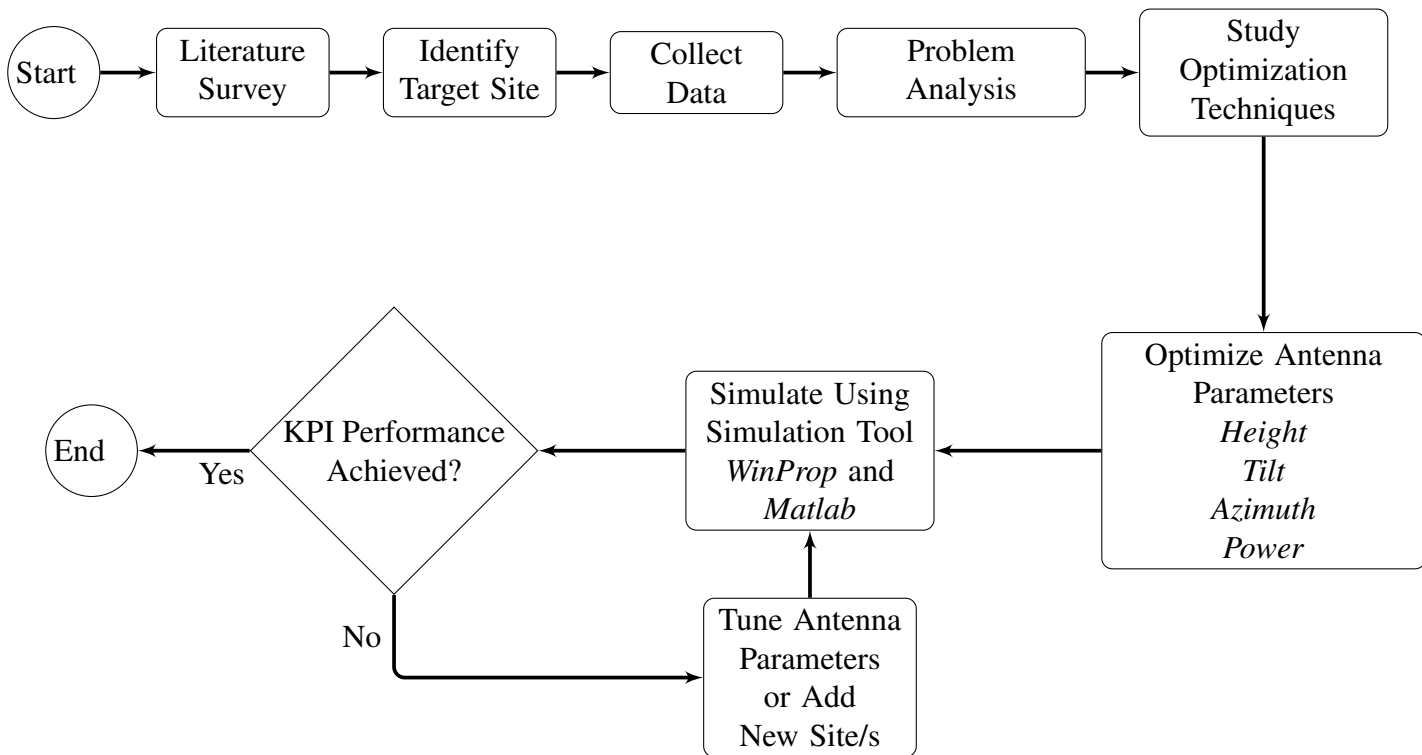 Start
Literature
Survey
Identify
Target Site
Collect
Data
Problem
Analysis
Study
Optimization
Techniques
Optimize Antenna
Parameters
Height
Tilt
Azimuth
Power
Simulate Using
Simulation Tool
WinProp and
Matlab
KPI Performance
Achieved?
Yes
End
No
Tune Antenna
Parameters
or Add
New Site/s